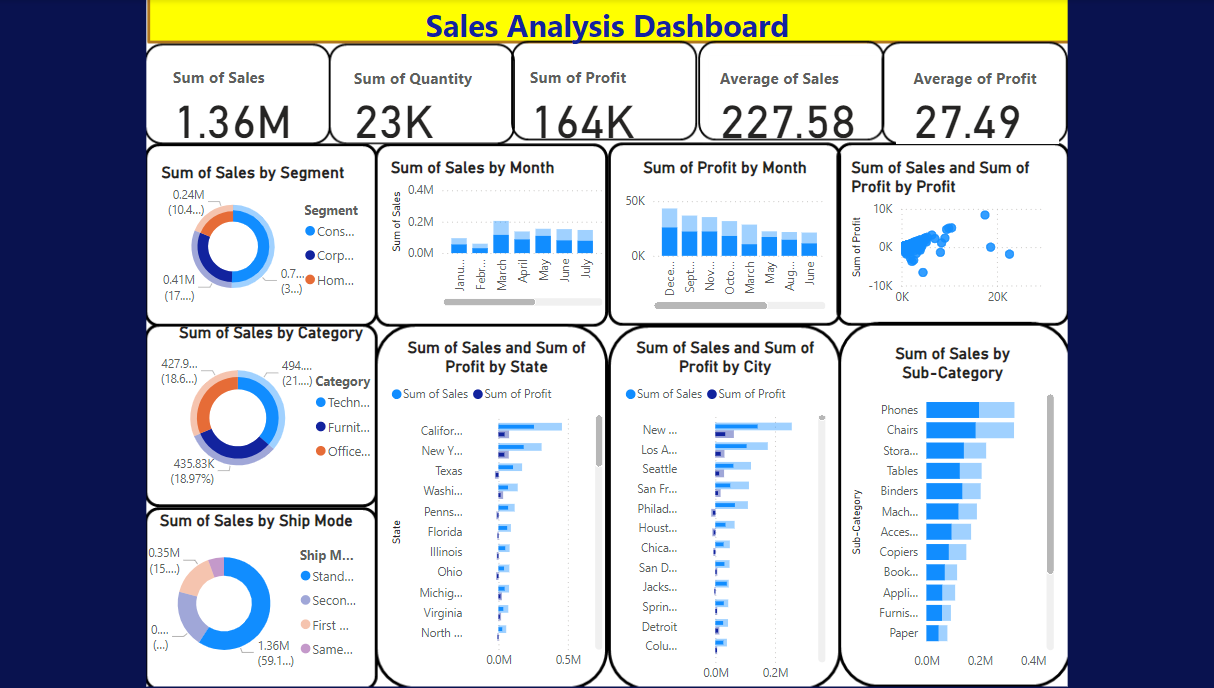 Sales Analysis Dashboard
Sum of Sales
1.36M
Sum of Quantity
23K
Sum of Profit
164K
Average of Sales
227.58
Average of Profit
27.49
Sum of Sales by Segment
0.24M
(10.4...)
0.41M
(17....)
0.7...
(3...)
Segment
Cons...
Corp...
Hom...
Sum of Sales by Month
Sum of Sales
0.4M
0.2M
0.0M
Janu...
Febr...
March
April
May
June
July
Sum of Profit by Month
50K
0K
Dece...
Sept...
Nov...
Octo...
March
May
Aug...
June
Sum of Sales and Sum of
Profit by Profit
Sum of Profit
10K
0K
-10K
0K
20K
Sum of Sales by Category
427.9...
(18.6...)
494....
(21....)
435.83K
(18.97%)
Category
Techn...
Furnit...
Office...
Sum of Sales by Ship Mode
0.35M
(15....)
0....
(...)
1.36M
(59.1...)
Ship M...
Stand...
Secon...
First ...
Same...
Sum of Sales and Sum of
Profit by State
Sum of Sales
Sum of Profit
State
Califor...
New Y...
Texas
Washi...
Penns...
Florida
Illinois
Ohio
Michig...
Virginia
North ...
0.0M
0.5M
Sum of Sales and Sum of
Profit by City
Sum of Sales
Sum of Profit
New ...
Los A...
Seattle
San Fr...
Philad...
Houst...
Chica...
San D...
Jacks...
Sprin...
Detroit
Colu...
0.0M
0.2M
Sum of Sales by
Sub-Category
Sub-Category
Phones
Chairs
Stora...
Tables
Binders
Mach...
Acces...
Copiers
Book...
Appli...
Furnis...
Paper
0.0M
0.2M
0.4M